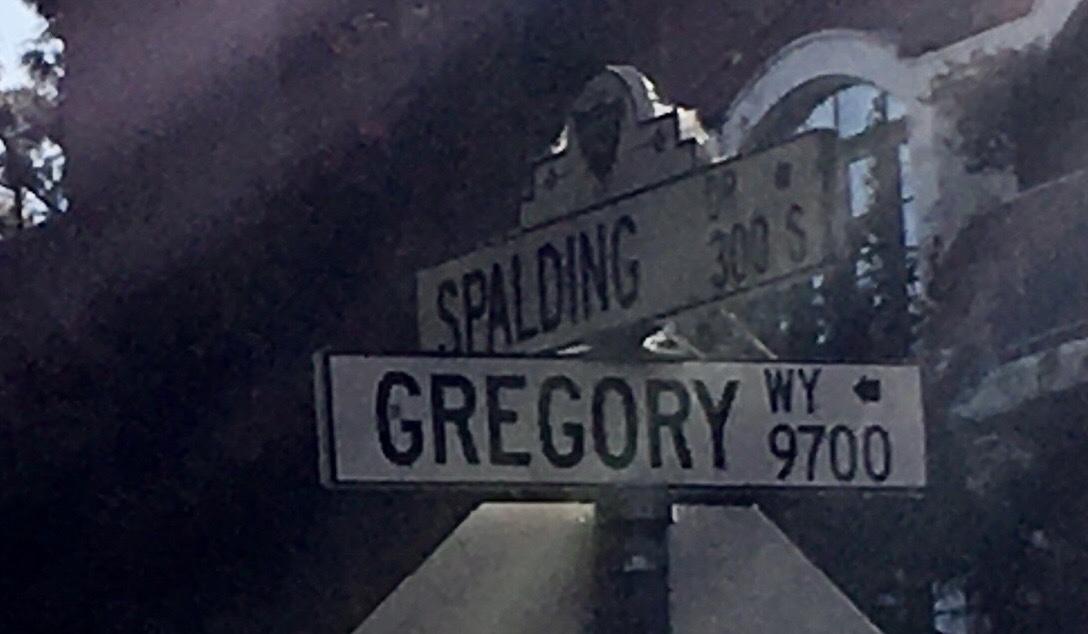 SPALDING DR
300 S
GREGORY WY
9700